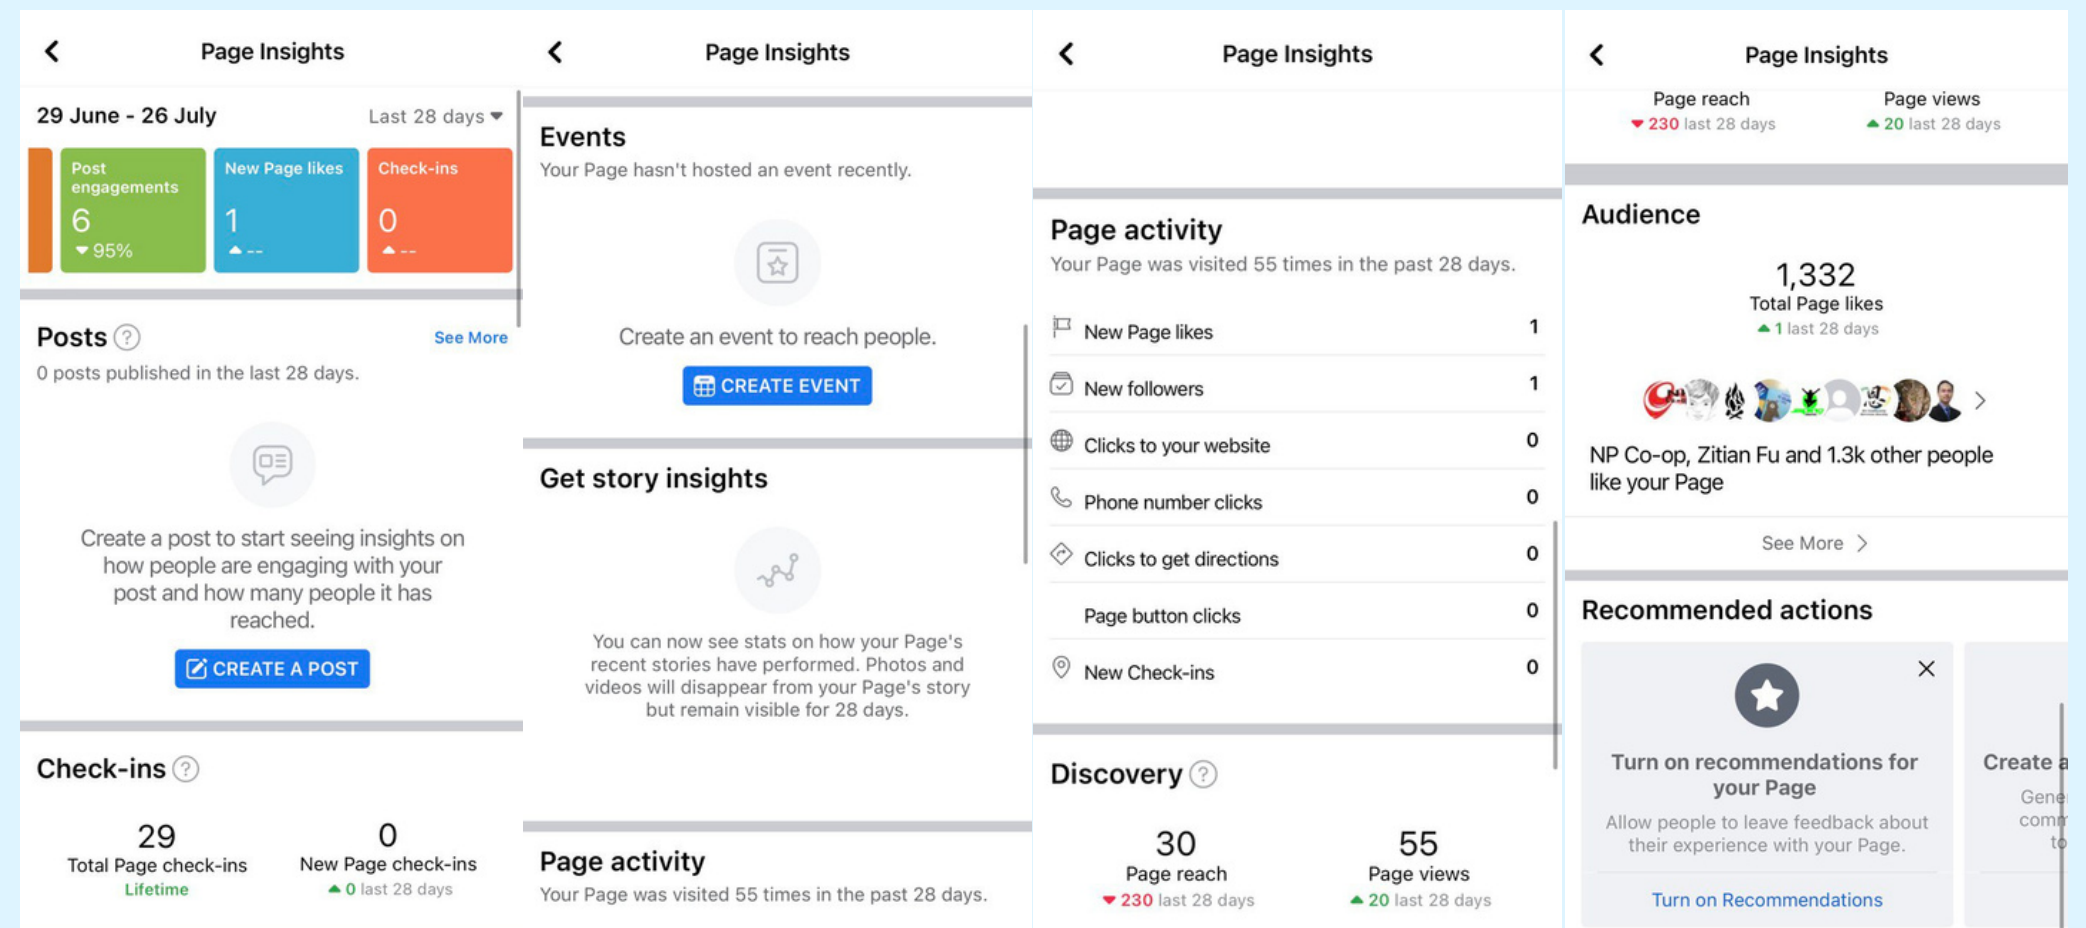 Page Insights
29 June - 26 July
Last 28 days
Post
engagements
6
95%
New Page likes
1
--
Check-ins
0
--
Posts
See More
0 posts published in the last 28 days.
Create a post to start seeing insights on
how people are engaging with your
post and how many people it has
reached.
CREATE A POST
Check-ins
29
Total Page check-ins
Lifetime
0
New Page check-ins
0 last 28 days
Page Insights
Events
Your Page hasn't hosted an event recently.
Create an event to reach people.
CREATE EVENT
Get story insights
You can now see stats on how your Page's
recent stories have performed. Photos and
videos will disappear from your Page's story
but remain visible for 28 days.
Page activity
Your Page was visited 55 times in the past 28 days.
Page Insights
Page activity
Your Page was visited 55 times in the past 28 days.
New Page likes 1
New followers 1
Clicks to your website 0
Phone number clicks 0
Clicks to get directions 0
Page button clicks 0
New Check-ins 0
Discovery
30
Page reach
230 last 28 days
55
Page views
20 last 28 days
Page Insights
Page reach
230 last 28 days
Page views
20 last 28 days
Audience
1,332
Total Page likes
1 last 28 days
NP Co-op, Zitian Fu and 1.3k other people
like your Page
See More
Recommended actions
Turn on recommendations for
your Page
Allow people to leave feedback about
their experience with your Page.
Turn on Recommendations
Create